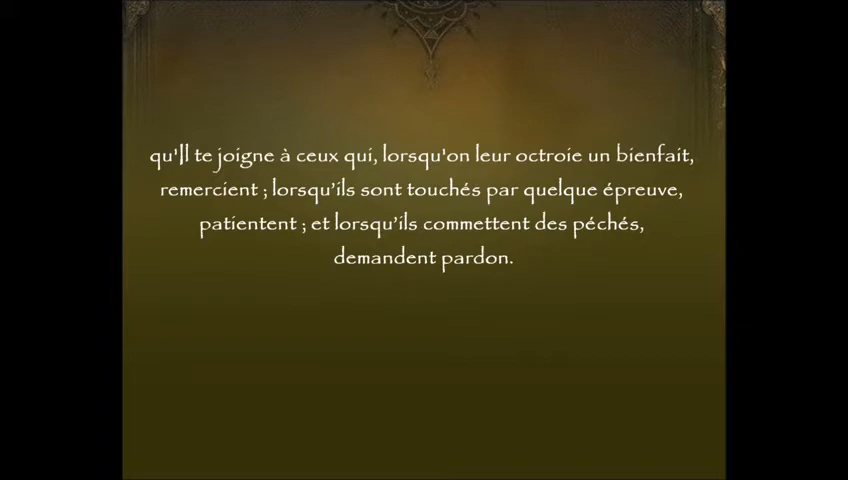 qu'Il te joigne à ceux qui, lorsqu'on leur octroie un bienfait,
remercient ; lorsqu’ils sont touchés par quelque épreuve,
patientent ; et lorsqu’ils commettent des péchés,
demandent pardon.